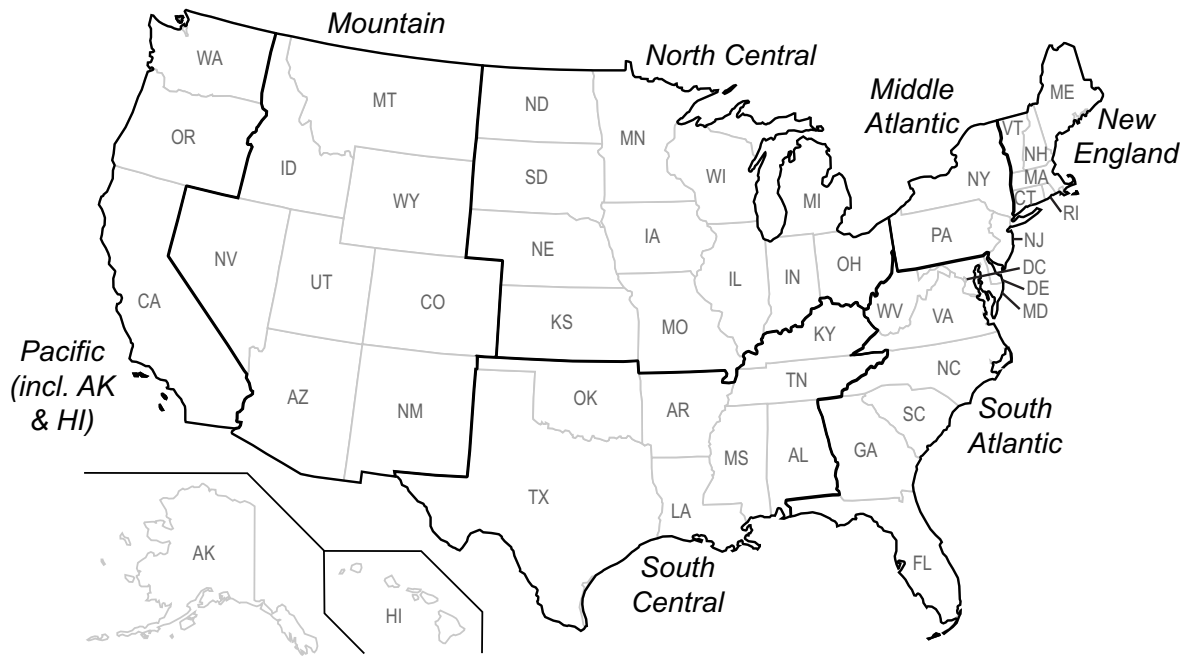 Mountain
North Central
Middle
Atlantic
New
England
Pacific
(incl. AK
& HI)
South
Atlantic
South
Central
WA
OR
CA
ID
MT
WY
NV
UT
CO
AZ
NM
ND
SD
NE
KS
MN
IA
MO
WI
IL
IN
MI
OH
OK
TX
AR
LA
KY
TN
MS
AL
NY
PA
NJ
ME
VT
NH
MA
CT
RI
DC
DE
MD
WV
VA
NC
SC
GA
FL
AK
HI